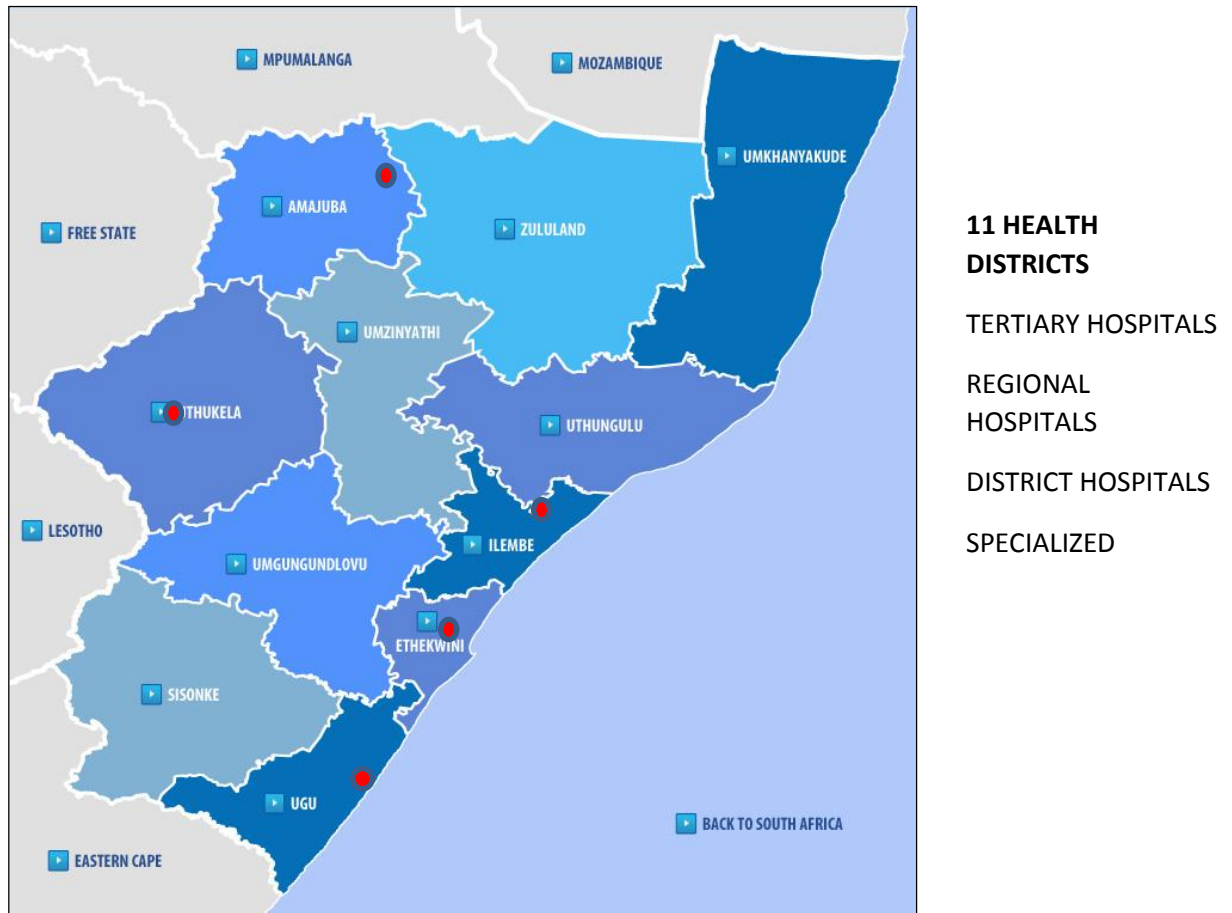 MPUMALANGA
MOZAMBIQUE
UMKHANYAKUDE
AMAJUBA
FREE STATE
ZULULAND
UMZINYATHI
UTHUKELA
UTHUNGULU
LESOTHO
ILEMBE
UMGUNGUNDLOVU
ETHEKWINI
SISONKE
UGU
BACK TO SOUTH AFRICA
EASTERN CAPE
11 HEALTH
DISTRICTS
TERTIARY HOSPITALS
REGIONAL
HOSPITALS
DISTRICT HOSPITALS
SPECIALIZED